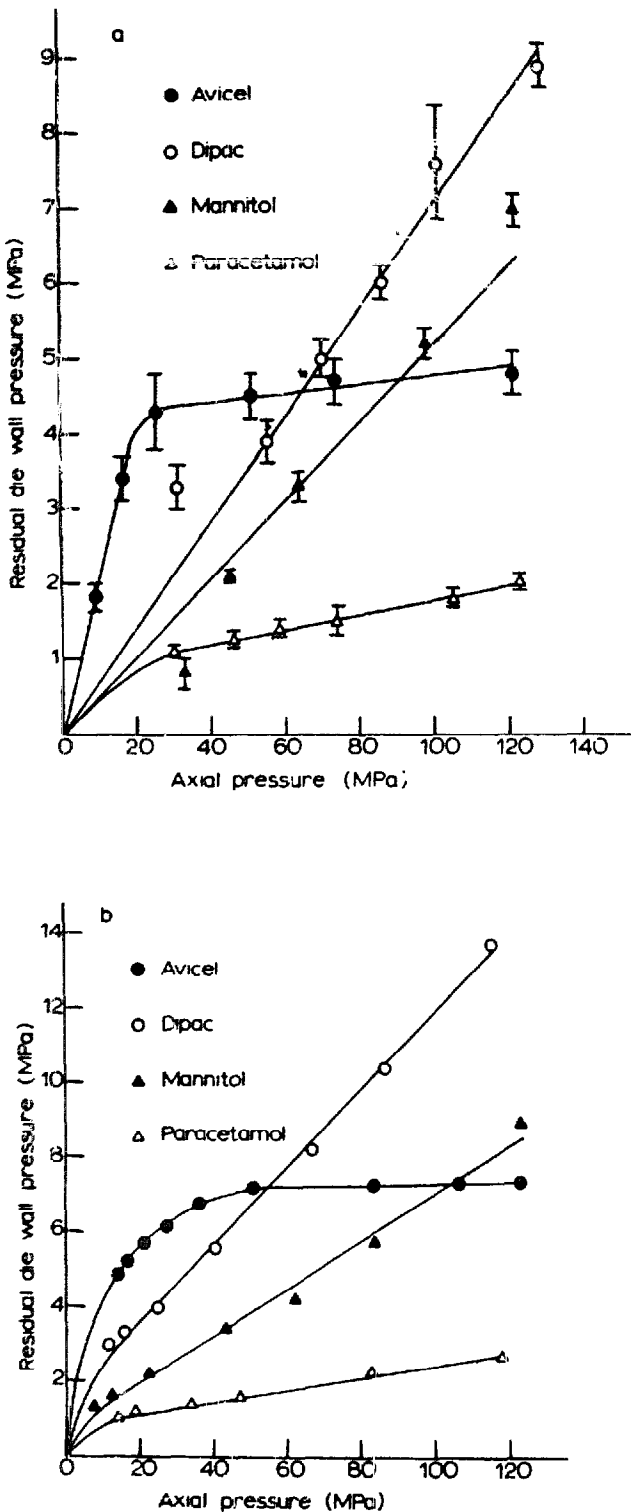 a
Avicel
Dipac
Mannitol
Paracetamol
Residual die wall pressure (MPa)
9
8
7
6
5
4
3
2
1
0 20 40 60 80 100 120 140
Axial pressure (MPa)
b
Avicel
Dipac
Mannitol
Paracetamol
Residual die wall pressure (MPa)
14
12
10
8
6
4
2
0 20 40 60 80 100 120
Axial pressure (MPa)